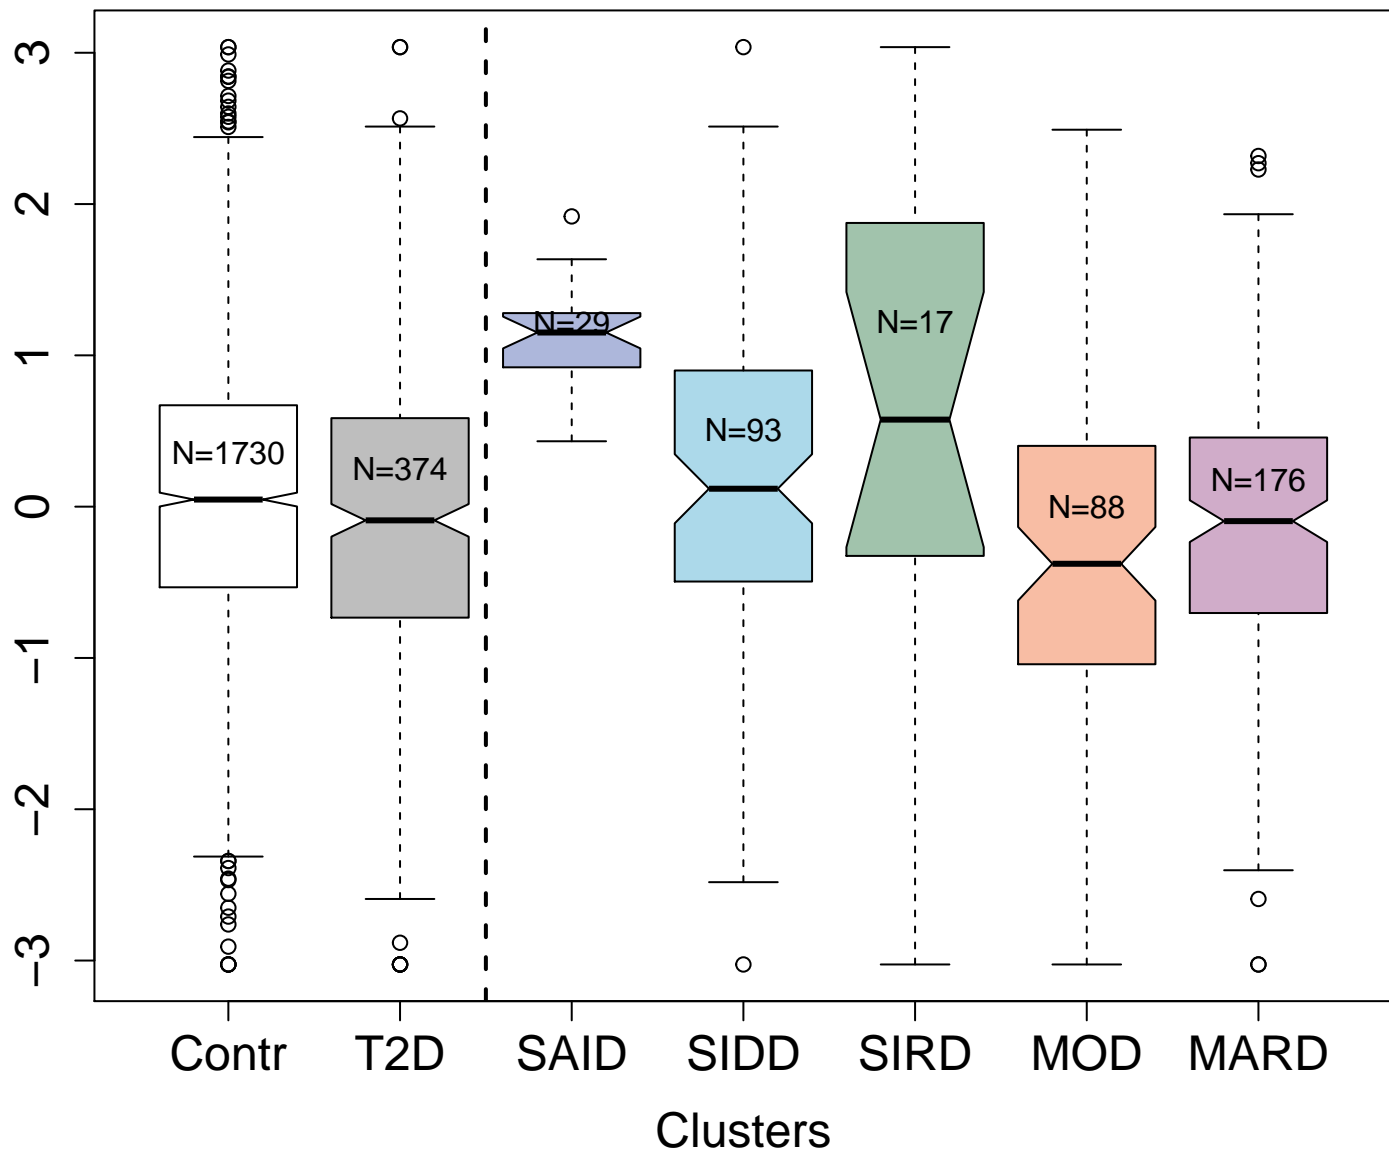 3
2
1
0
−1
−2
−3
N=1730
N=374
N=29
N=93
N=17
N=88
N=176
Contr T2D SAID SIDD SIRD MOD MARD
Clusters